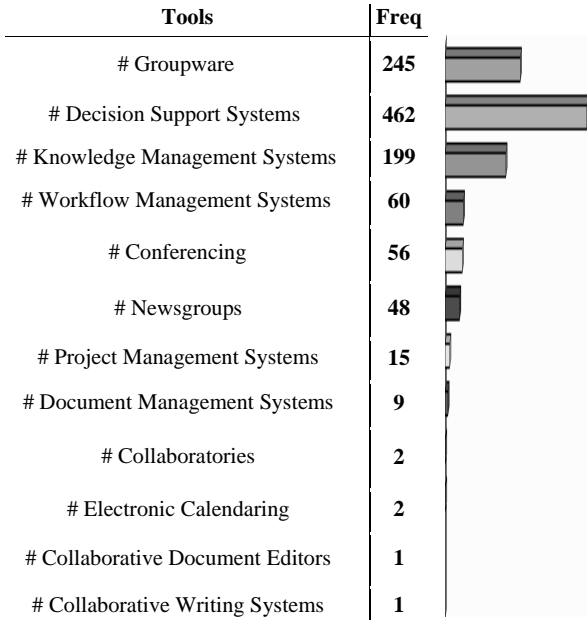 Tools Freq
# Groupware 245
# Decision Support Systems 462
# Knowledge Management Systems 199
# Workflow Management Systems 60
# Conferencing 56
# Newsgroups 48
# Project Management Systems 15
# Document Management Systems 9
# Collaboratories 2
# Electronic Calendaring 2
# Collaborative Document Editors 1
# Collaborative Writing Systems 1